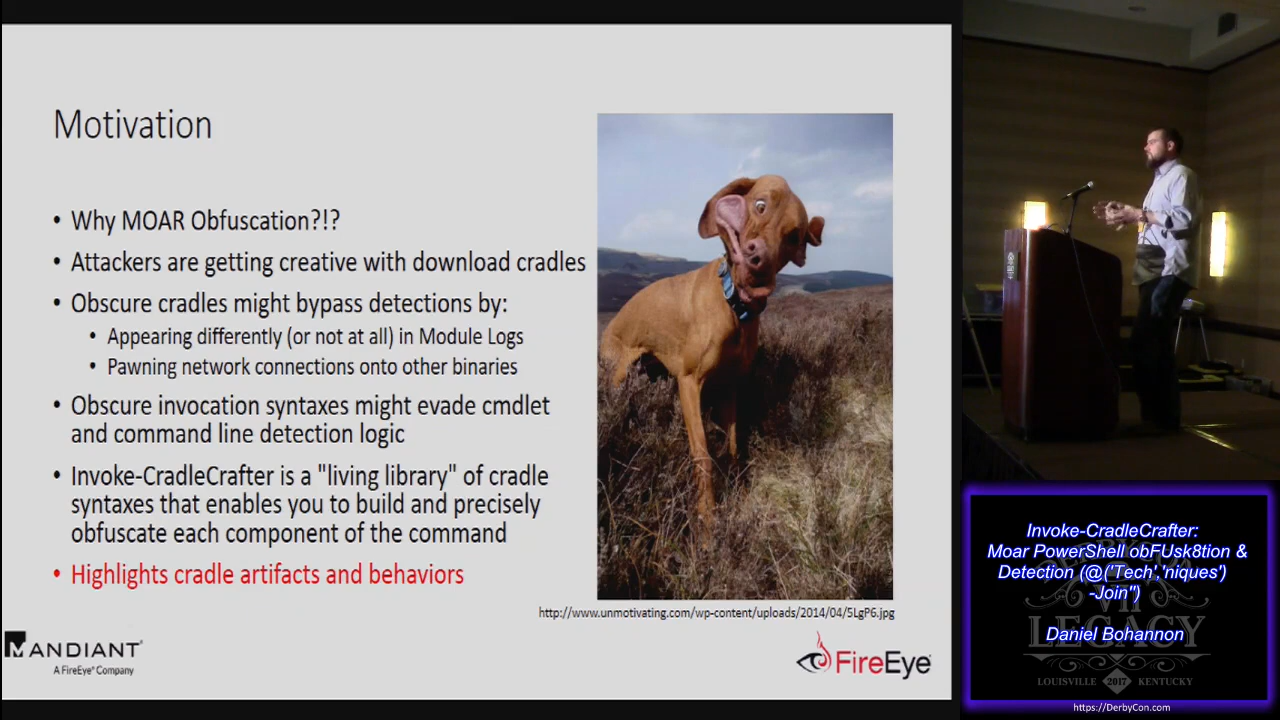 Motivation
• Why MOAR Obfuscation?!?
• Attackers are getting creative with download cradles
• Obscure cradles might bypass detections by:
• Appearing differently (or not at all) in Module Logs
• Pawning network connections onto other binaries
• Obscure invocation syntaxes might evade cmdlet
and command line detection logic
• Invoke-CradleCrafter is a "living library" of cradle
syntaxes that enables you to build and precisely
obfuscate each component of the command
• Highlights cradle artifacts and behaviors
http://www.unmotivating.com/wp-content/uploads/2014/04/5LgP6.jpg
MANDIANT
A FireEye® Company
FireEye
Invoke-CradleCrafter:
Moar PowerShell obFUsk8tion &
Detection (@('Tech','niques')
-Join'')
Daniel Bohannon
LEGACY
LOUISVILLE 2017 KENTUCKY
https://DerbyCon.com